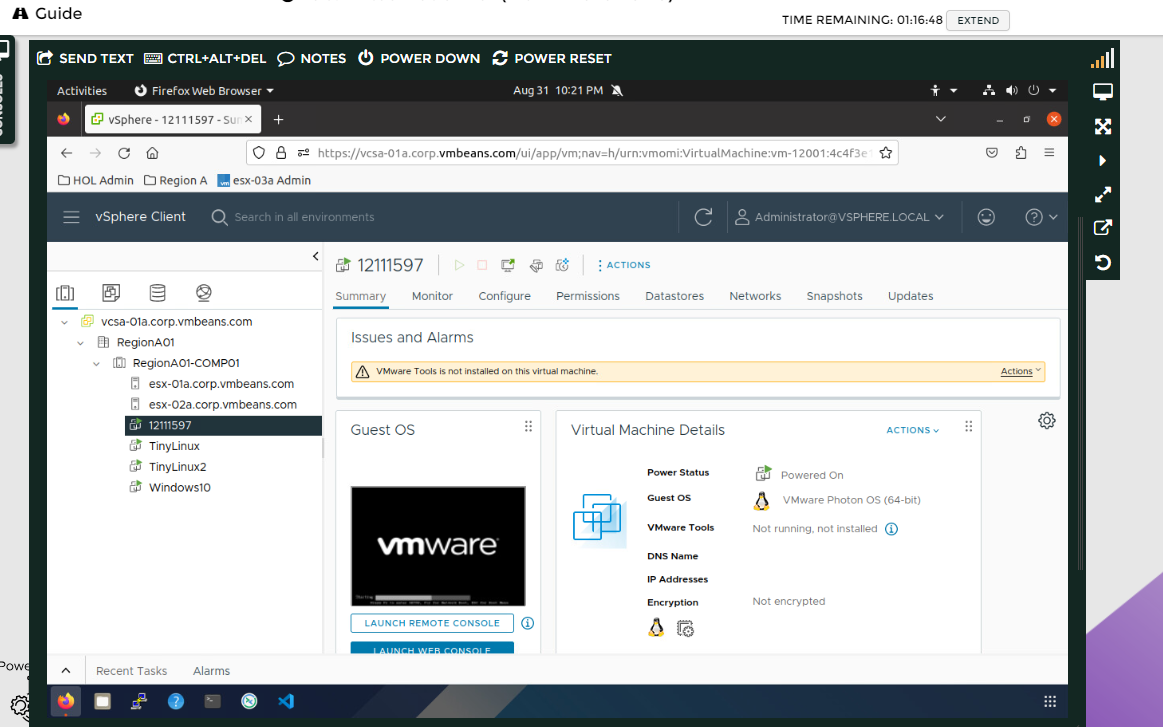 Guide
TIME REMAINING: 01:16:48 EXTEND
SEND TEXT CTRL+ALT+DEL NOTES POWER DOWN POWER RESET
Activities Firefox Web Browser Aug 31 10:21 PM
vSphere - 12111597 - Sum
https://vcsa-01a.corp.vmbeans.com/ui/app/vm;nav=h/urn:vmomi:VirtualMachine:vm-12001:4c4f3e1
HOL Admin Region A vm esx-03a Admin
vSphere Client Search in all environments Administrator@VSPHERE.LOCAL
12111597 ACTIONS
Summary Monitor Configure Permissions Datastores Networks Snapshots Updates
vcsa-01a.corp.vmbeans.com
RegionA01
RegionA01-COMP01
esx-01a.corp.vmbeans.com
esx-02a.corp.vmbeans.com
12111597
TinyLinux
TinyLinux2
Windows10
Issues and Alarms
VMware Tools is not installed on this virtual machine. Actions
Guest OS
vmware
LAUNCH REMOTE CONSOLE
LAUNCH WEB CONSOLE
Virtual Machine Details ACTIONS
Power Status Powered On
Guest OS VMware Photon OS (64-bit)
VMware Tools Not running, not installed
DNS Name
IP Addresses
Encryption Not encrypted
Recent Tasks Alarms
Powe